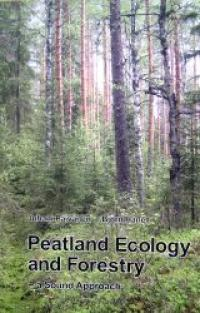 Peatland Ecology
and Forestry
– a Sound Approach